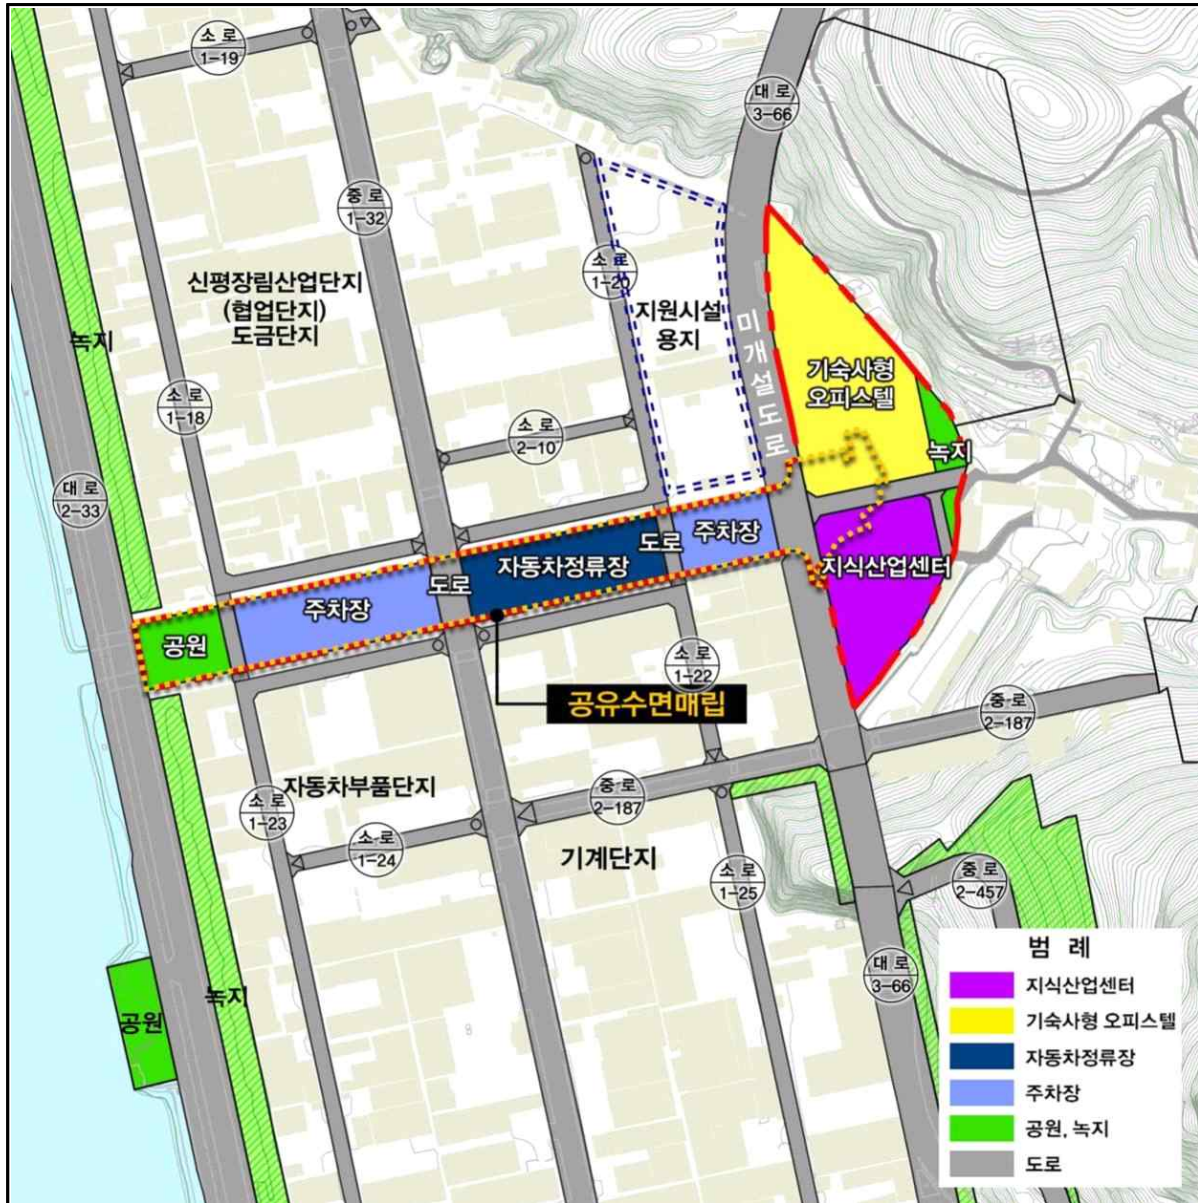 소 로
1-19
대 로
3-66
중 로
1-32
소 로
1-20
신평장림산업단지
(협업단지)
도금단지
지원시설
용지
녹지
미개설도로
기숙사형
오피스텔
소 로
1-18
소 로
2-10
녹지
대 로
2-33
주차장
도로
자동차정류장
지식산업센터
도로
주차장
공원
소 로
1-22
공유수면매립
중 로
2-187
자동차부품단지
소 로
1-23
중 로
2-187
소 로
1-24
기계단지
소 로
1-25
중 로
2-457
대 로
3-66
녹지
공원
범 례
지식산업센터
기숙사형 오피스텔
자동차정류장
주차장
공원, 녹지
도로